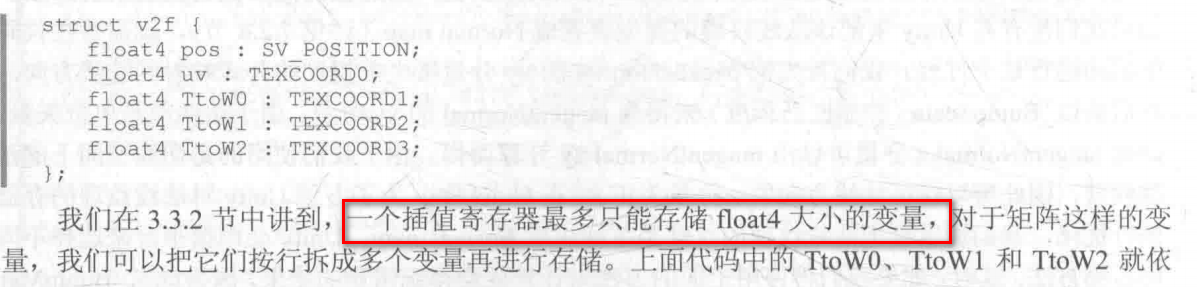 struct v2f {
float4 pos : SV_POSITION;
float4 uv : TEXCOORD0;
float4 TtoW0 : TEXCOORD1;
float4 TtoW1 : TEXCOORD2;
float4 TtoW2 : TEXCOORD3;
};
我们在 3.3.2 节中讲到，一个插值寄存器最多只能存储 float4 大小的变量，对于矩阵这样的变
量，我们可以把它们按行拆成多个变量再进行存储。上面代码中的 TtoW0、TtoW1 和 TtoW2 就依